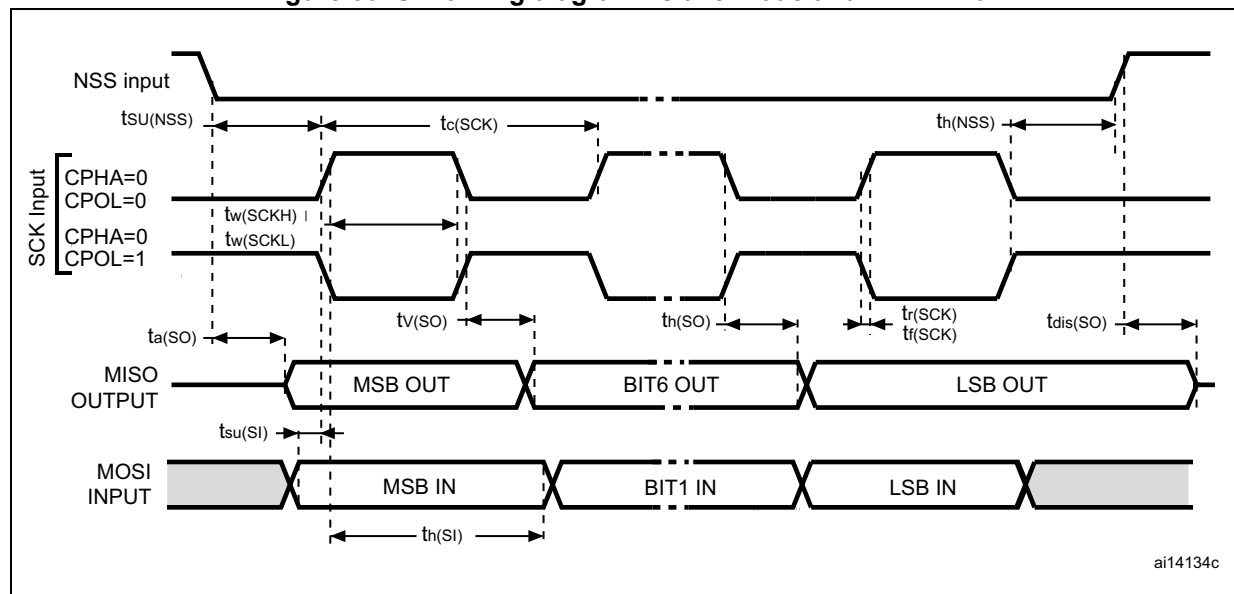 NSS input
tSU(NSS)
tc(SCK)
th(NSS)
SCK Input
CPHA=0
CPOL=0
tw(SCKH)
CPHA=0
tw(SCKL)
CPOL=1
tV(SO)
th(SO)
tr(SCK)
tf(SCK)
ta(SO)
tdis(SO)
MISO
OUTPUT
MSB OUT
BIT6 OUT
LSB OUT
tsu(SI)
MOSI
INPUT
MSB IN
BIT1 IN
LSB IN
th(SI)
ai14134c